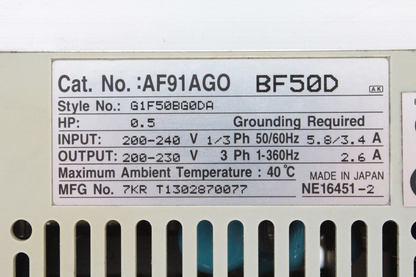 Cat. No.:AF91AGO BF50D AK
Style No.: G1F50BG0DA
HP: 0.5 Grounding Required
INPUT: 200-240 V 1/3 Ph 50/60Hz 5.8/3.4 A
OUTPUT: 200-230 V 3 Ph 1-360Hz 2.6 A
Maximum Ambient Temperature : 40℃ MADE IN JAPAN
MFG No. 7KR T1302870077 NE16451-2